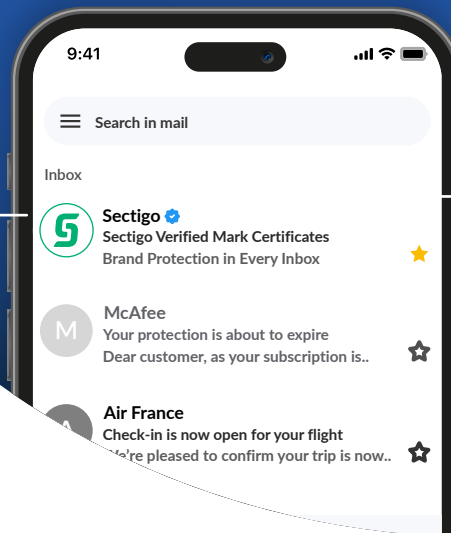 9:41
Search in mail
Inbox
S
Sectigo
Sectigo Verified Mark Certificates
Brand Protection in Every Inbox
M
McAfee
Your protection is about to expire
Dear customer, as your subscription is..
Air France
Check-in is now open for your flight
We're pleased to confirm your trip is now..